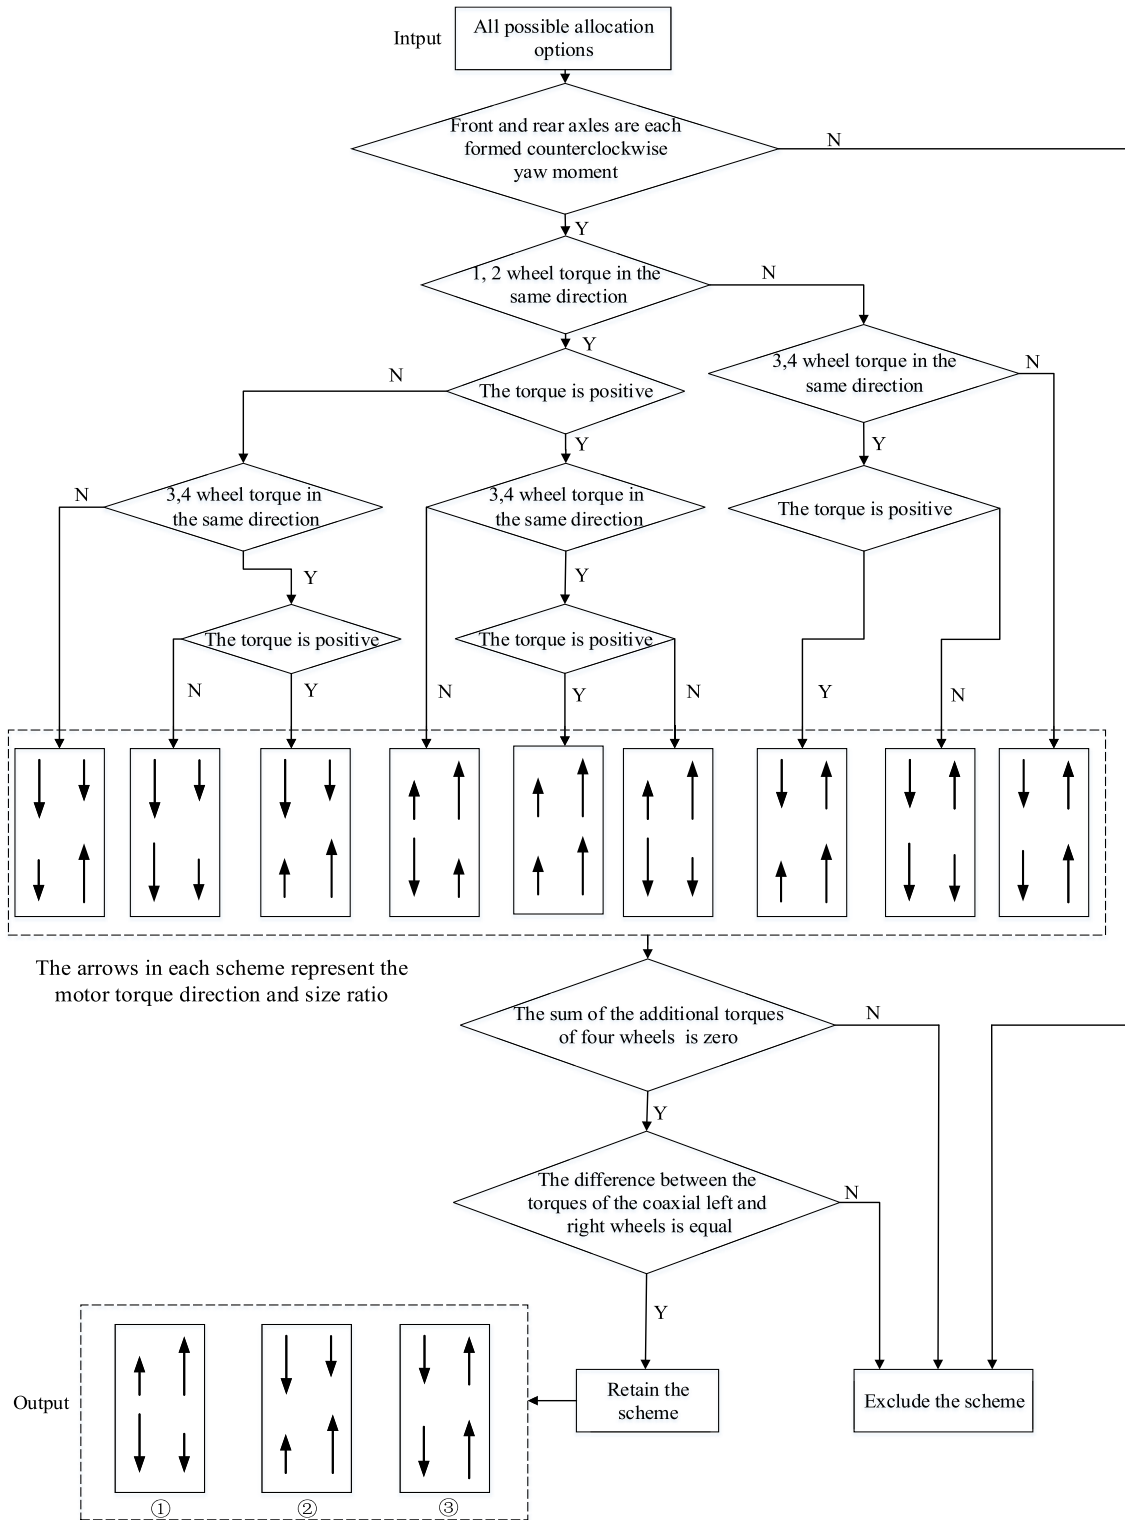 All possible allocation
options
Intput
Front and rear axles are each
formed counterclockwise
yaw moment
N
Y
1, 2 wheel torque in the
same direction
N
Y
3,4 wheel torque in the
same direction
N
The torque is positive
N
Y
Y
3,4 wheel torque in
the same direction
N
3,4 wheel torque in
the same direction
The torque is positive
Y
Y
The torque is positive
The torque is positive
N
Y
N
Y
N
Y
N
The arrows in each scheme represent the
motor torque direction and size ratio
The sum of the additional torques
of four wheels is zero
N
Y
The difference between the
torques of the coaxial left and
right wheels is equal
N
Y
Output
Retain the
scheme
Exclude the scheme
①
②
③